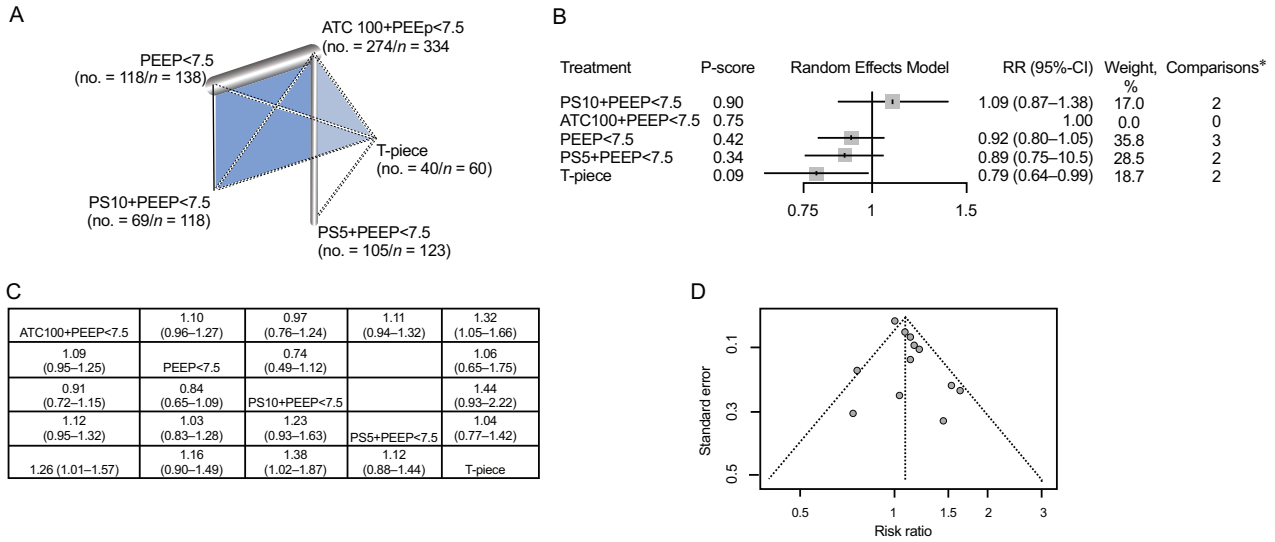 A
ATC 100+PEEp<7.5
(no. = 274/n = 334
PEEP<7.5
(no. = 118/n = 138)
T-piece
(no. = 40/n = 60)
PS10+PEEP<7.5
(no. = 69/n = 118)
PS5+PEEP<7.5
(no. = 105/n = 123)
B
Treatment P-score Random Effects Model RR (95%-CI) Weight, Comparisons*
%
PS10+PEEP<7.5 0.90 1.09 (0.87–1.38) 17.0 2
ATC100+PEEP<7.5 0.75 1.00 0.0 0
PEEP<7.5 0.42 0.92 (0.80–1.05) 35.8 3
PS5+PEEP<7.5 0.34 0.89 (0.75–10.5) 28.5 2
T-piece 0.09 0.79 (0.64–0.99) 18.7 2
0.75 1 1.5
C
1.10 0.97 1.11 1.32
ATC100+PEEP<7.5 (0.96–1.27) (0.76–1.24) (0.94–1.32) (1.05–1.66)
1.09 0.74 1.06
(0.95–1.25) PEEP<7.5 (0.49–1.12) (0.65–1.75)
0.91 0.84 1.44
(0.72–1.15) (0.65–1.09) PS10+PEEP<7.5 (0.93–2.22)
1.12 1.03 1.23 1.04
(0.95–1.32) (0.83–1.28) (0.93–1.63) PS5+PEEP<7.5 (0.77–1.42)
1.16 1.38 1.12
1.26 (1.01–1.57) (0.90–1.49) (1.02–1.87) (0.88–1.44) T-piece
D
Standard error
0.1
0.3
0.5
0.5 1 1.5 2 3
Risk ratio